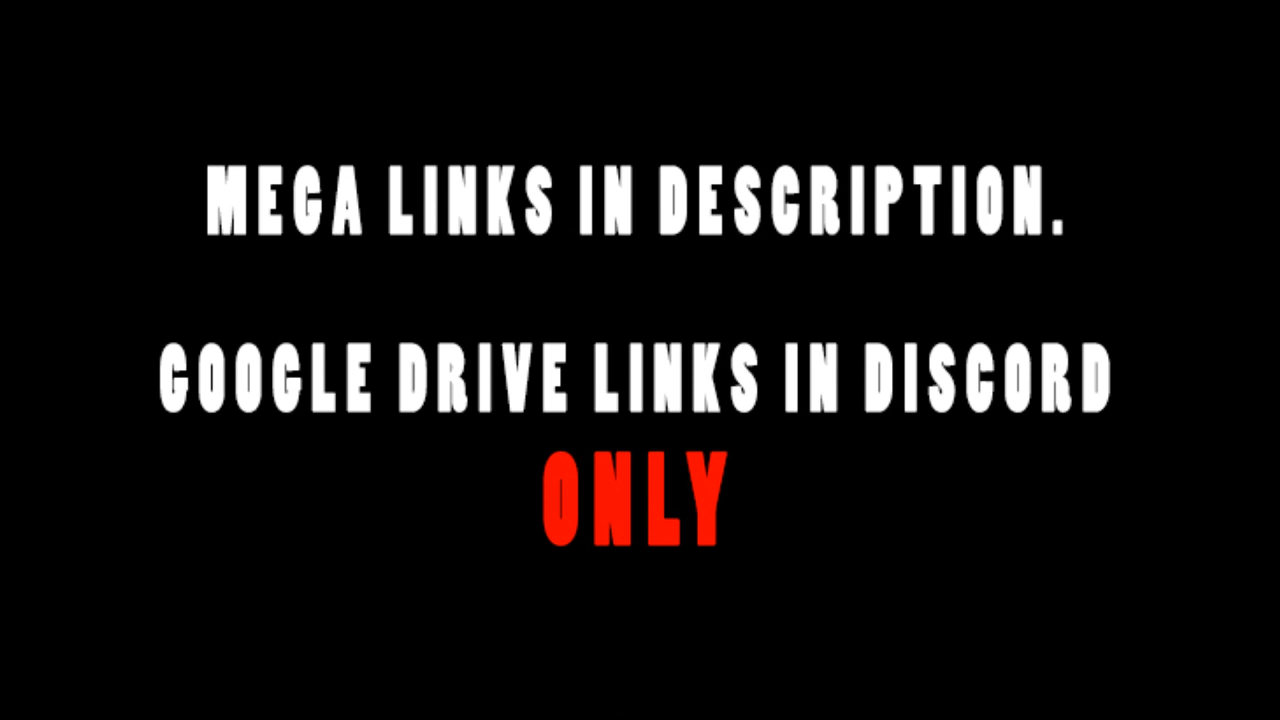 MEGA LINKS IN DESCRIPTION.
GOOGLE DRIVE LINKS IN DISCORD
ONLY